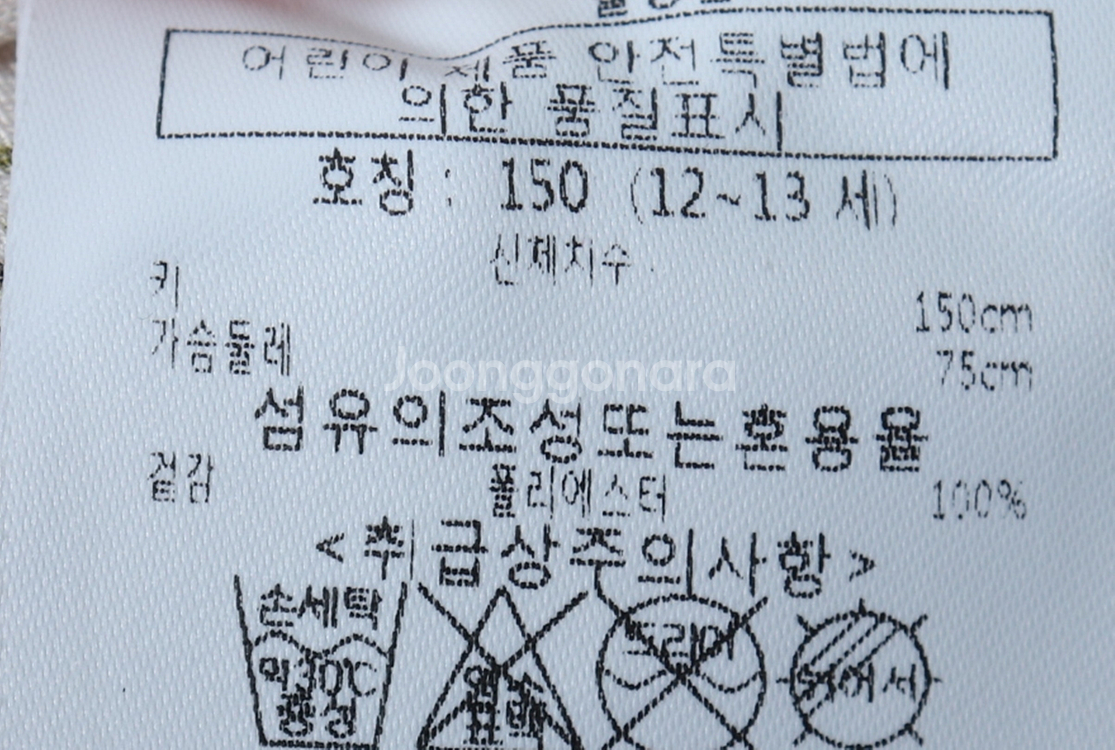 어린이 제품 안전특별법에
의한 품질표시
호칭 : 150 (12~13 세)
신체치수
키 150cm
가슴둘레 75cm
Joonggonara
섬유의조성또는혼용율
겉감 폴리에스터 100%
<취급상주의사항>
손세탁
약30℃
중성
염소
표백
드라이
뉘어서